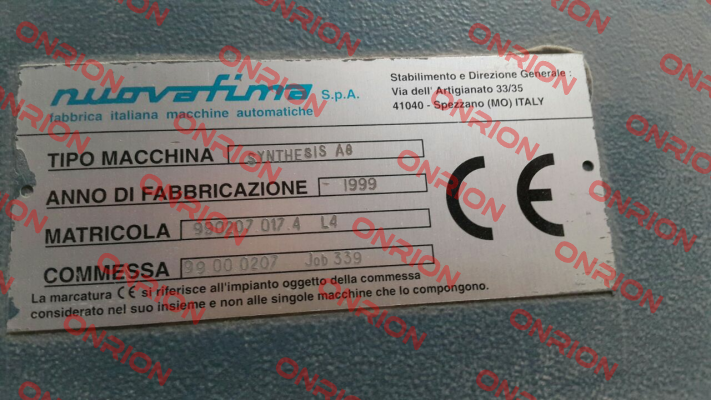 nuovafima S.p.A.
fabbrica italiana macchine automatiche
Stabilimento e Direzione Generale :
Via dell' Artigianato 33/35
41040 - Spezzano (MO) ITALY
TIPO MACCHINA SYNTHESIS A8
ANNO DI FABBRICAZIONE - 1999
MATRICOLA 990207.017.4 L4
COMMESSA 99 00 0207 Job 339
CE
La marcatura CE si riferisce all'impianto oggetto della commessa
considerato nel suo insieme e non alle singole macchine che lo compongono.
ONRION